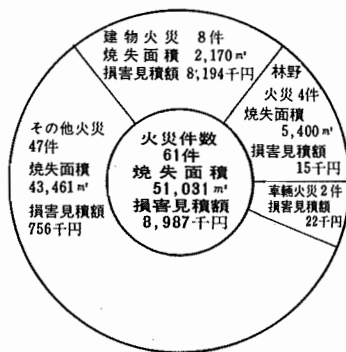 建物火災 8件
焼失面積 2,170㎡
損害見積額 8,194千円
林野
火災4件
焼失面積
5,400㎡
損害見積額
15千円
車輛火災2件
損害見積額
22千円
その他火災
47件
焼失面積
43,461㎡
損害見積額
756千円
火災件数
61件
焼失面積
51,031㎡
損害見積額
8,987千円